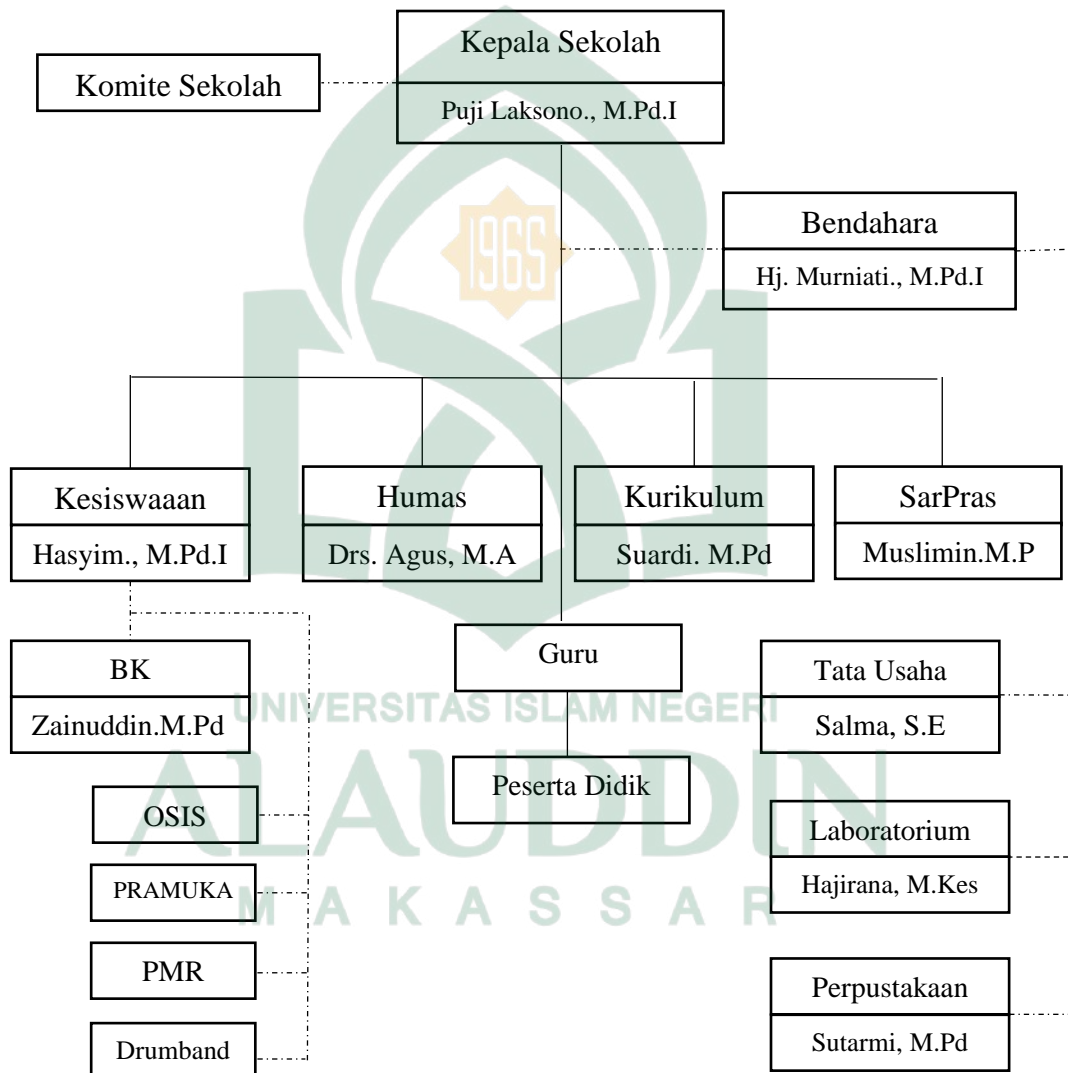 Kepala Sekolah
Komite Sekolah
Puji Laksono., M.Pd.I
Bendahara
Hj. Murniati., M.Pd.I
1965
Kesiswaaan
Hasyim., M.Pd.I
Humas
Drs. Agus, M.A
Kurikulum
Suardi. M.Pd
SarPras
Muslimin.M.P
BK
Zainuddin.M.Pd
Guru
Tata Usaha
Salma, S.E
UNIVERSITAS ISLAM NEGERI
ALAUDDIN
MAKASSAR
Peserta Didik
OSIS
PRAMUKA
PMR
Drumband
Laboratorium
Hajirana, M.Kes
Perpustakaan
Sutarmi, M.Pd